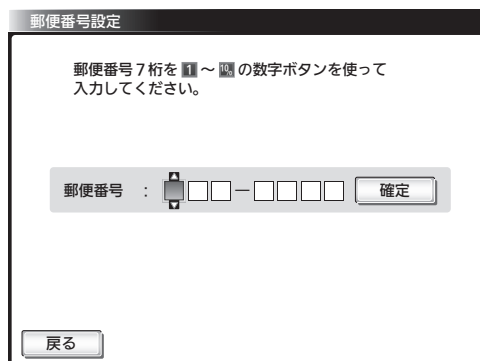 郵便番号設定
郵便番号7桁を 1 ～ 10 の数字ボタンを使って
入力してください。
郵便番号 : － 確定
戻る